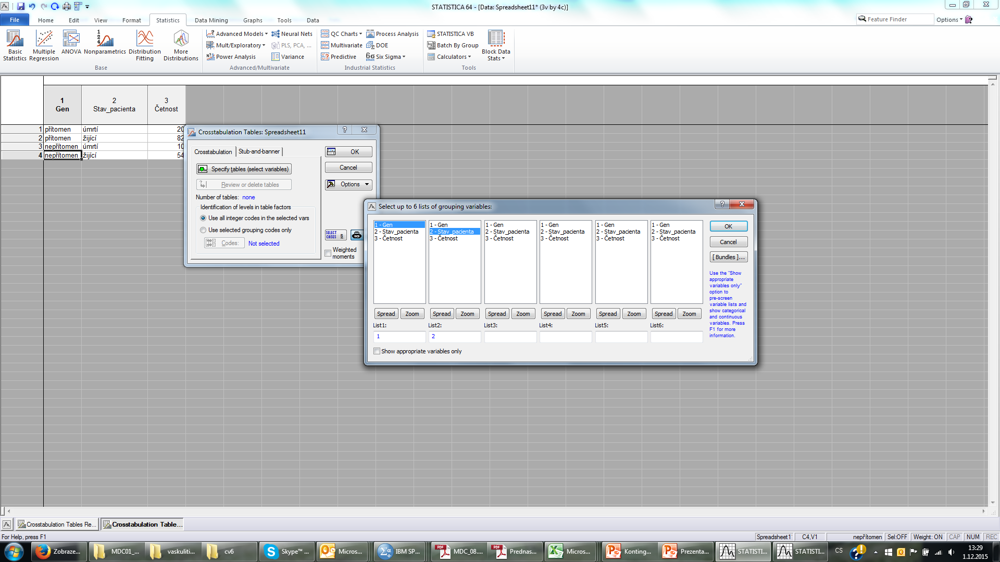 STATISTICA 64 - [Data: Spreadsheet11* (3v by 4c)]
File Home Edit View Format Statistics Data Mining Graphs Tools Data Feature Finder Options
Basic Statistics
Multiple Regression
ANOVA
Nonparametrics
Distribution Fitting
More Distributions
Base
Advanced Models Neural Nets
Mult/Exploratory PLS, PCA, ...
Power Analysis Variance
Advanced/Multivariate
QC Charts Process Analysis
Multivariate DOE
Predictive Six Sigma
Industrial Statistics
STATISTICA VB
Batch By Group
Calculators
Block Data Stats
Tools
1 Gen
2 Stav_pacienta
3 Četnost
1 přítomen úmrtí 20
2 přítomen žijící 82
3 nepřítomen úmrtí 10
4 nepřítomen žijící 54
Crosstabulation Tables: Spreadsheet11
Crosstabulation Stub-and-banner
OK
Specify tables (select variables)
Cancel
Review or delete tables
Options
Number of tables: none
Identification of levels in table factors
Use all integer codes in the selected vars
Use selected grouping codes only
Codes: Not selected
SELECT CASES S
Weighted moments
Select up to 6 lists of grouping variables:
1 - Gen 1 - Gen 1 - Gen 1 - Gen 1 - Gen 1 - Gen
2 - Stav_pacienta 2 - Stav_pacienta 2 - Stav_pacienta 2 - Stav_pacienta 2 - Stav_pacienta 2 - Stav_pacienta
3 - Četnost 3 - Četnost 3 - Četnost 3 - Četnost 3 - Četnost 3 - Četnost
OK
Cancel
[ Bundles ]...
Use the "Show
appropriate
variables only"
option to
pre-screen
variable lists and
show categorical
and continuous
variables. Press
F1 for more
information.
Spread Zoom Spread Zoom Spread Zoom Spread Zoom Spread Zoom Spread Zoom
List1: List2: List3: List4: List5: List6:
1 2
Show appropriate variables only
Crosstabulation Tables Re... Crosstabulation Table...
For Help, press F1 Spreadsheet1 C4,V1 nepřítomen Sel:OFF Weight: ON CAP NUM REC
Zobraze... MDC01_... vaskuliti... cv6 Skype™ ... Micros... IBM SP... MDC_08.... Prednas... Micros... Konting... Prezenta... STATISTI... STATISTI... CS 13:29
1.12.2015